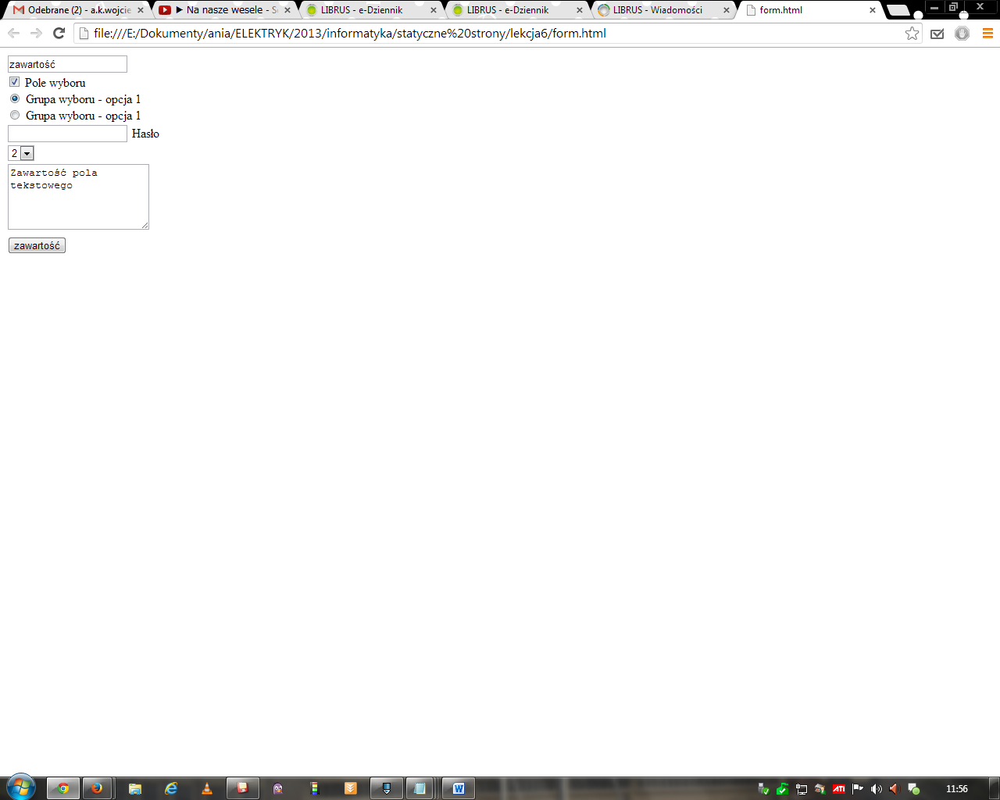 Odebrane (2) - a.k.wojcie
Na nasze wesele - S
LIBRUS - e-Dziennik
LIBRUS - e-Dziennik
LIBRUS - Wiadomości
form.html
file:///E:/Dokumenty/ania/ELEKTRYK/2013/informatyka/statyczne%20strony/lekcja6/form.html
zawartość
Pole wyboru
Grupa wyboru - opcja 1
Grupa wyboru - opcja 1
Hasło
2
Zawartość pola
tekstowego
zawartość
ATI
11:56